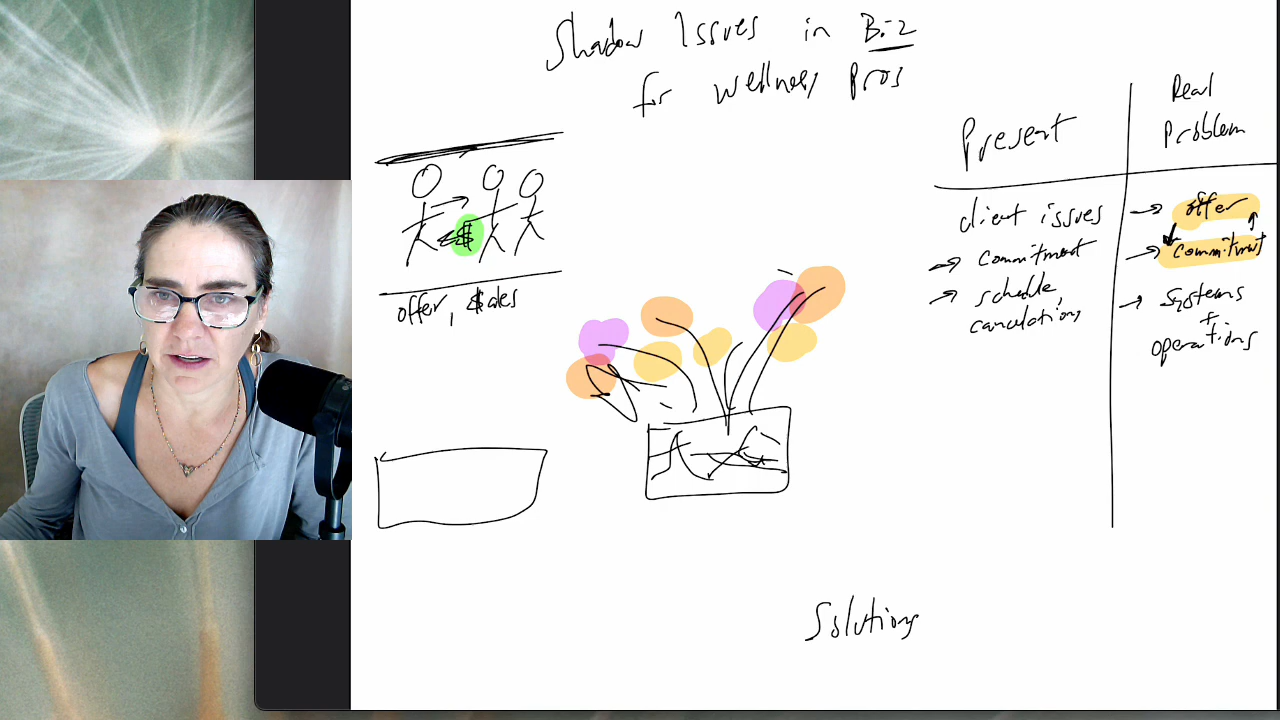 Shadow Issues in Biz
for Wellness Pros
Present
Real
Problem
client issues → offer
→ commitment → commitment
→ schedule, cancelations → systems + operations
offer, $ales
Solutions